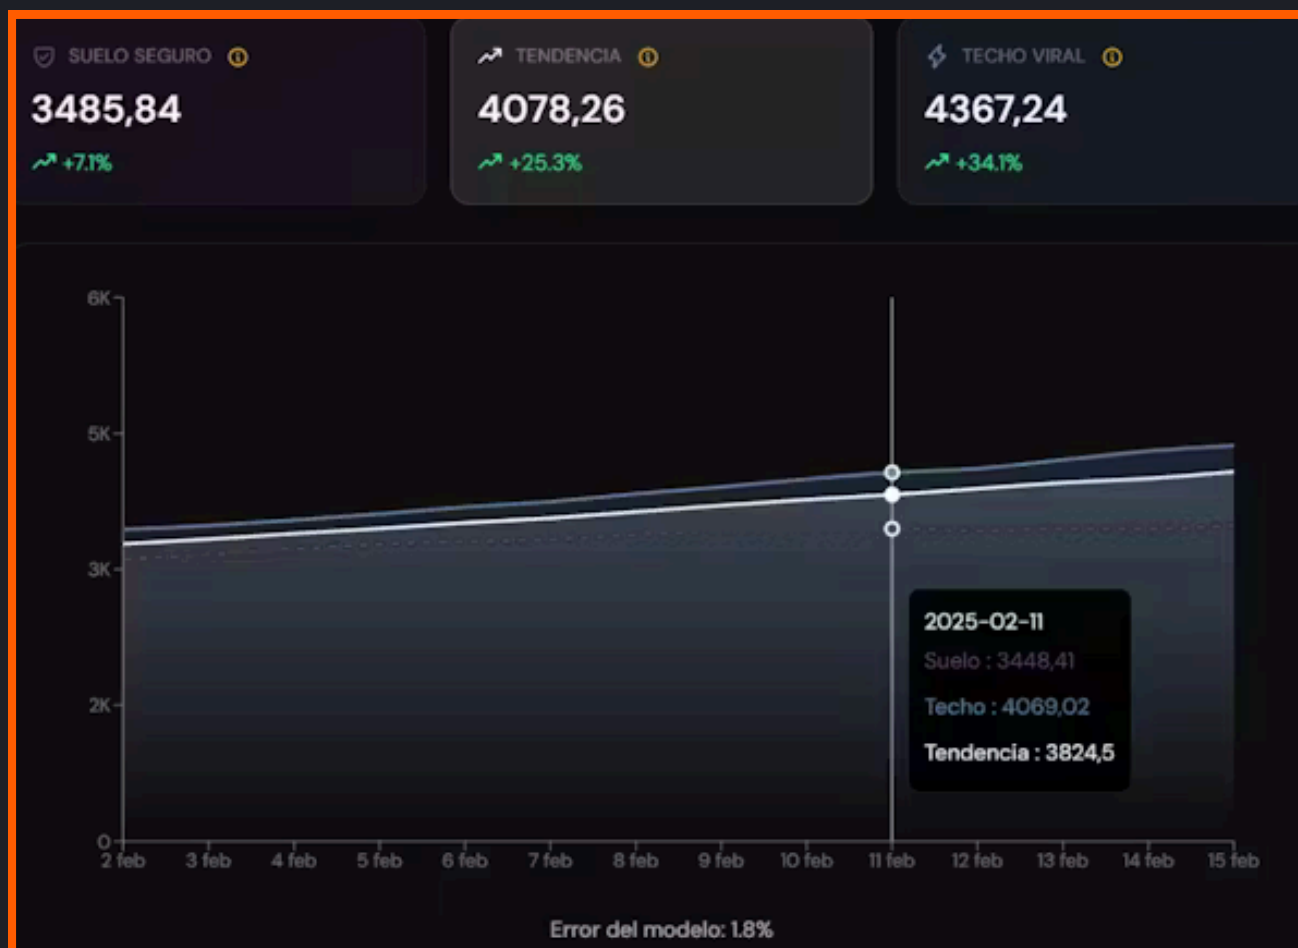 SUELO SEGURO
3485,84
+7.1%
TENDENCIA
4078,26
+25.3%
TECHO VIRAL
4367,24
+34.1%
6K
5K
3K
2K
0
2025-02-11
Suelo : 3448,41
Techo : 4069,02
Tendencia : 3824,5
2 feb 3 feb 4 feb 5 feb 6 feb 7 feb 8 feb 9 feb 10 feb 11 feb 12 feb 13 feb 14 feb 15 feb
Error del modelo: 1.8%